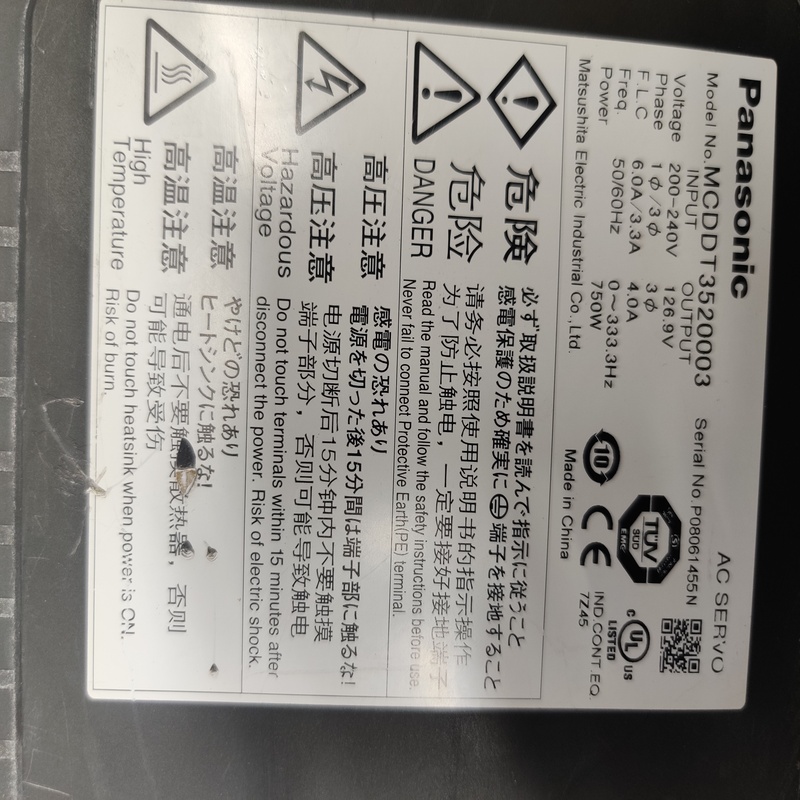 Panasonic
AC SERVO
Model No. MCDDT3520003
Serial No. P08061455N
INPUT OUTPUT
Voltage 200-240V 126.9V
Phase 1ϕ/3ϕ 3ϕ
F.L.C 6.0A/3.3A 4.0A
Freq. 50/60Hz 0～333.3Hz
Power 750W
Matsushita Electric Industrial Co., Ltd.
Made in China
10
CE
TÜV
SÜD
EMC
c UL US
LISTED
IND.CONT.EQ.
7Z45
危険
必ず取扱説明書を読んで指示に従うこと
感電保護のため確実に端子を接地すること
危险
请务必按照使用说明书的指示操作
为了防止触电，一定要接好接地端子
DANGER
Read the manual and follow the safety instructions before use.
Never fail to connect Protective Earth(PE) terminal.
高圧注意
感電の恐れあり
電源を切った後15分間は端子部に触るな!
高压注意
电源切断后15分钟内不要触摸
端子部分，否则可能导致触电
Hazardous
Voltage
Do not touch terminals within 15 minutes after
disconnect the power. Risk of electric shock.
高温注意
やけどの恐れあり
ヒートシンクに触るな!
高温注意
通电后不要触摸散热器，否则
可能导致受伤
High
Temperature
Do not touch heatsink when power is ON.
Risk of burn.